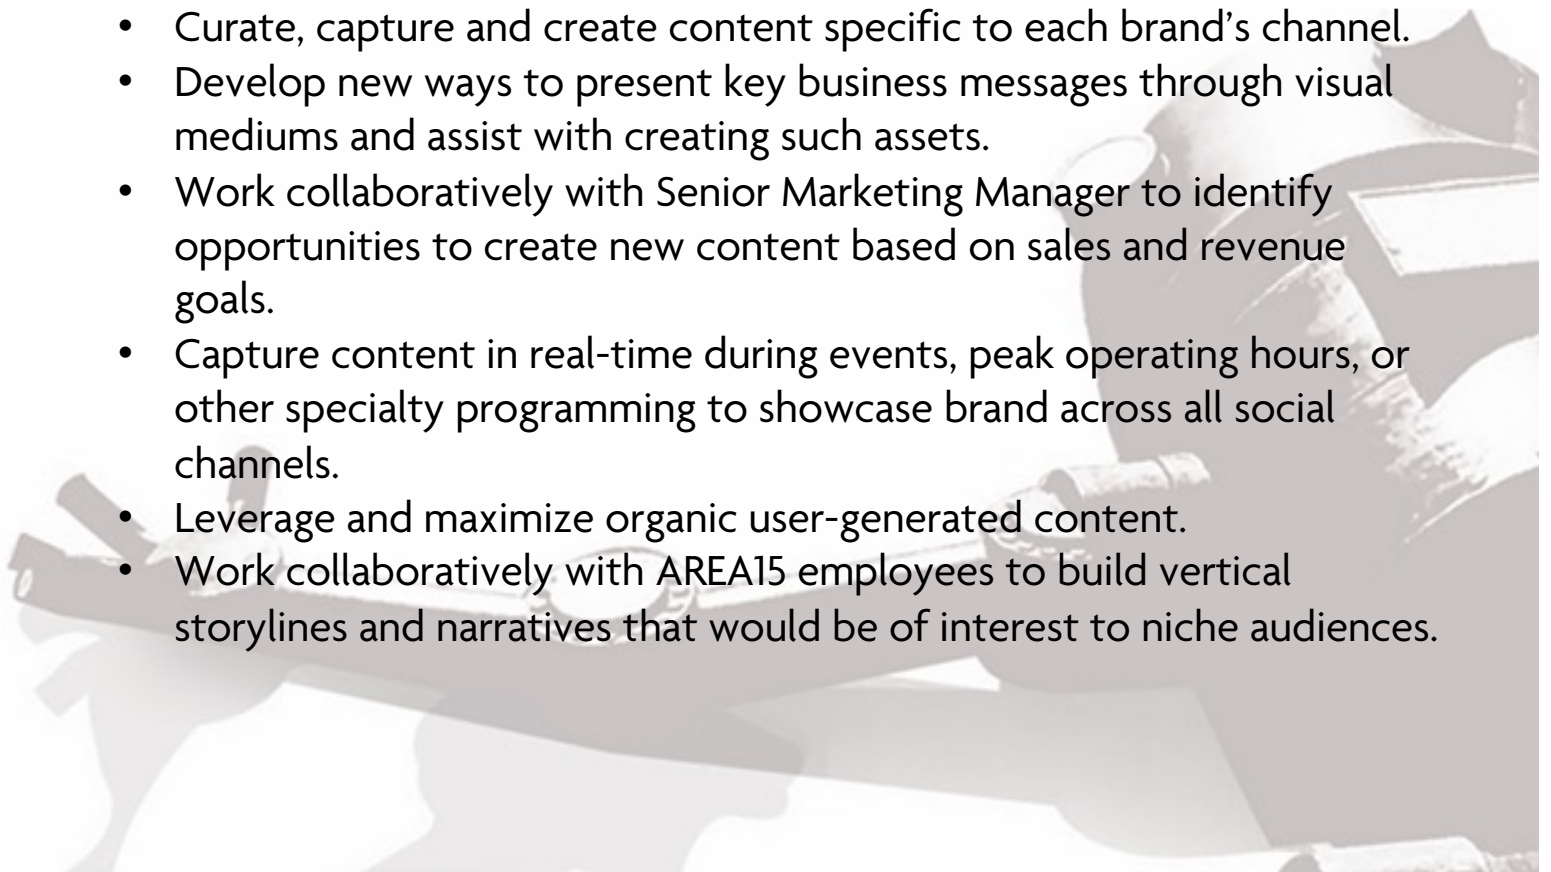 • Curate, capture and create content specific to each brand’s channel.
• Develop new ways to present key business messages through visual
mediums and assist with creating such assets.
• Work collaboratively with Senior Marketing Manager to identify
opportunities to create new content based on sales and revenue
goals.
• Capture content in real-time during events, peak operating hours, or
other specialty programming to showcase brand across all social
channels.
• Leverage and maximize organic user-generated content.
• Work collaboratively with AREA15 employees to build vertical
storylines and narratives that would be of interest to niche audiences.